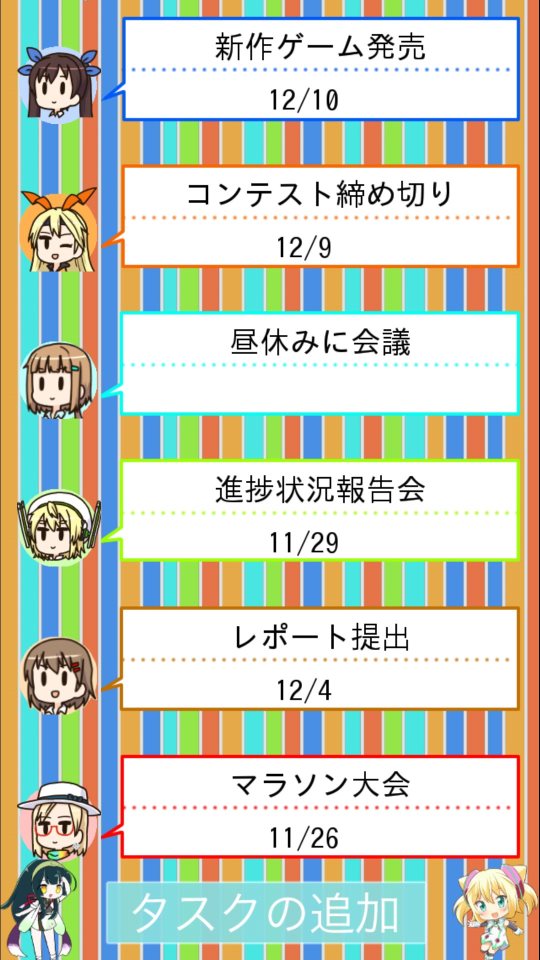 新作ゲーム発売
12/10
コンテスト締め切り
12/9
昼休みに会議
進捗状況報告会
11/29
レポート提出
12/4
マラソン大会
11/26
タスクの追加